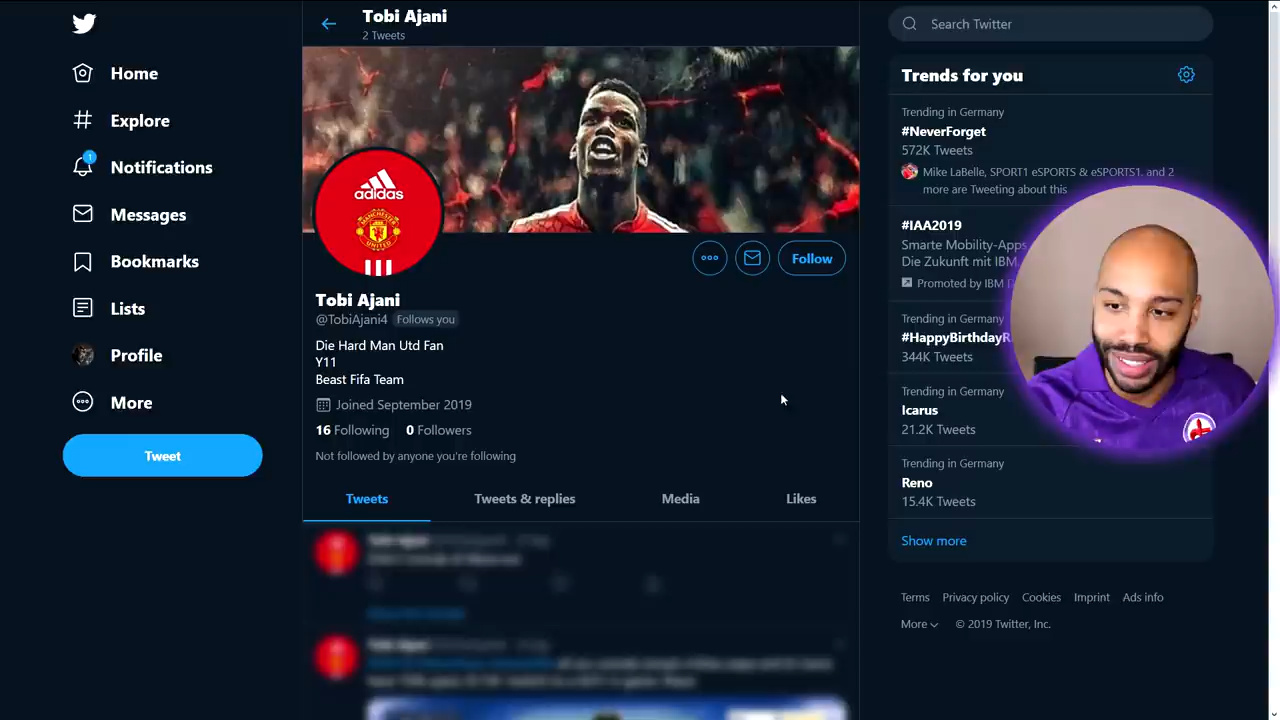 Tobi Ajani
2 Tweets
Home
Explore
1
Notifications
Messages
Bookmarks
Lists
Profile
More
Tweet
adidas
MANCHESTER
UNITED
Follow
Tobi Ajani
@TobiAjani4 Follows you
Die Hard Man Utd Fan
Y11
Beast Fifa Team
Joined September 2019
16 Following 0 Followers
Not followed by anyone you're following
Tweets Tweets & replies Media Likes
Search Twitter
Trends for you
Trending in Germany
#NeverForget
572K Tweets
Mike LaBelle, SPORT1 eSPORTS & eSPORTS1. and 2
more are Tweeting about this
#IAA2019
Smarte Mobility-Apps
Die Zukunft mit IBM
Promoted by IBM
Trending in Germany
344K Tweets
Trending in Germany
Icarus
21.2K Tweets
Trending in Germany
Reno
15.4K Tweets
Show more
Terms Privacy policy Cookies Imprint Ads info
More © 2019 Twitter, Inc.